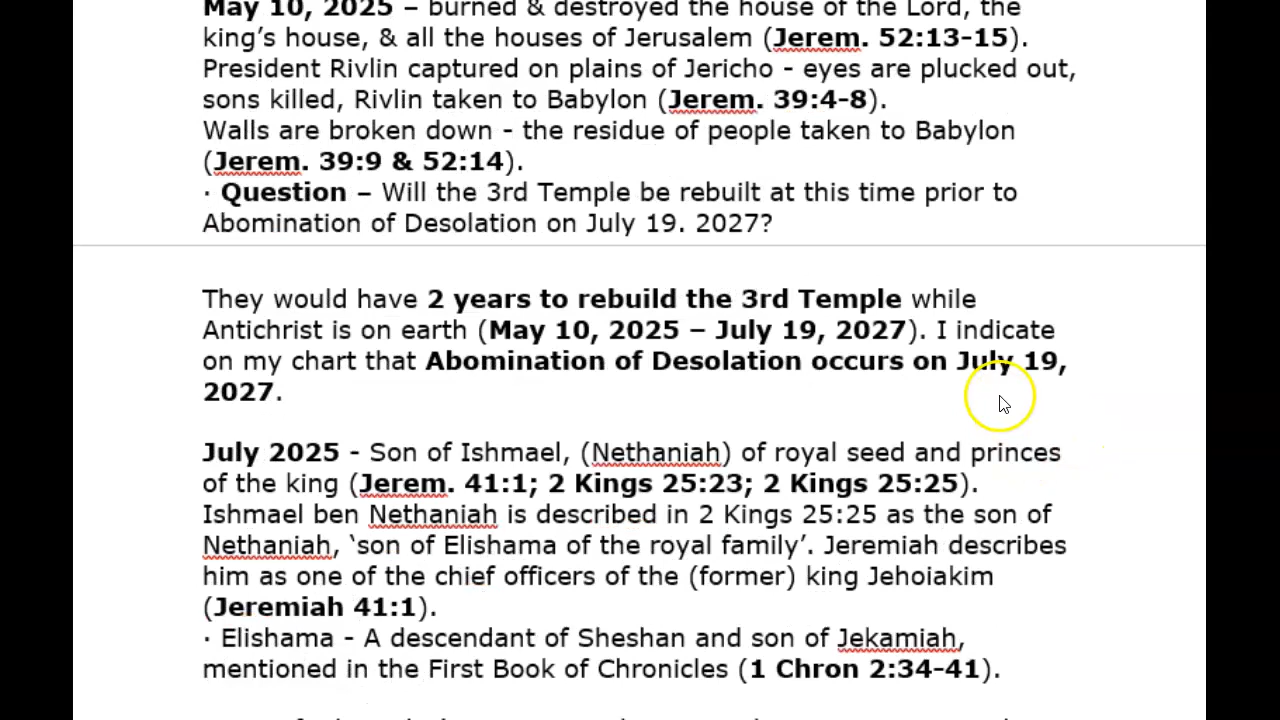 May 10, 2025 – burned & destroyed the house of the Lord, the
king’s house, & all the houses of Jerusalem (Jerem. 52:13-15).
President Rivlin captured on plains of Jericho - eyes are plucked out,
sons killed, Rivlin taken to Babylon (Jerem. 39:4-8).
Walls are broken down - the residue of people taken to Babylon
(Jerem. 39:9 & 52:14).
· Question – Will the 3rd Temple be rebuilt at this time prior to
Abomination of Desolation on July 19. 2027?
They would have 2 years to rebuild the 3rd Temple while
Antichrist is on earth (May 10, 2025 – July 19, 2027). I indicate
on my chart that Abomination of Desolation occurs on July 19,
2027.
July 2025 - Son of Ishmael, (Nethaniah) of royal seed and princes
of the king (Jerem. 41:1; 2 Kings 25:23; 2 Kings 25:25).
Ishmael ben Nethaniah is described in 2 Kings 25:25 as the son of
Nethaniah, ‘son of Elishama of the royal family’. Jeremiah describes
him as one of the chief officers of the (former) king Jehoiakim
(Jeremiah 41:1).
· Elishama - A descendant of Sheshan and son of Jekamiah,
mentioned in the First Book of Chronicles (1 Chron 2:34-41).